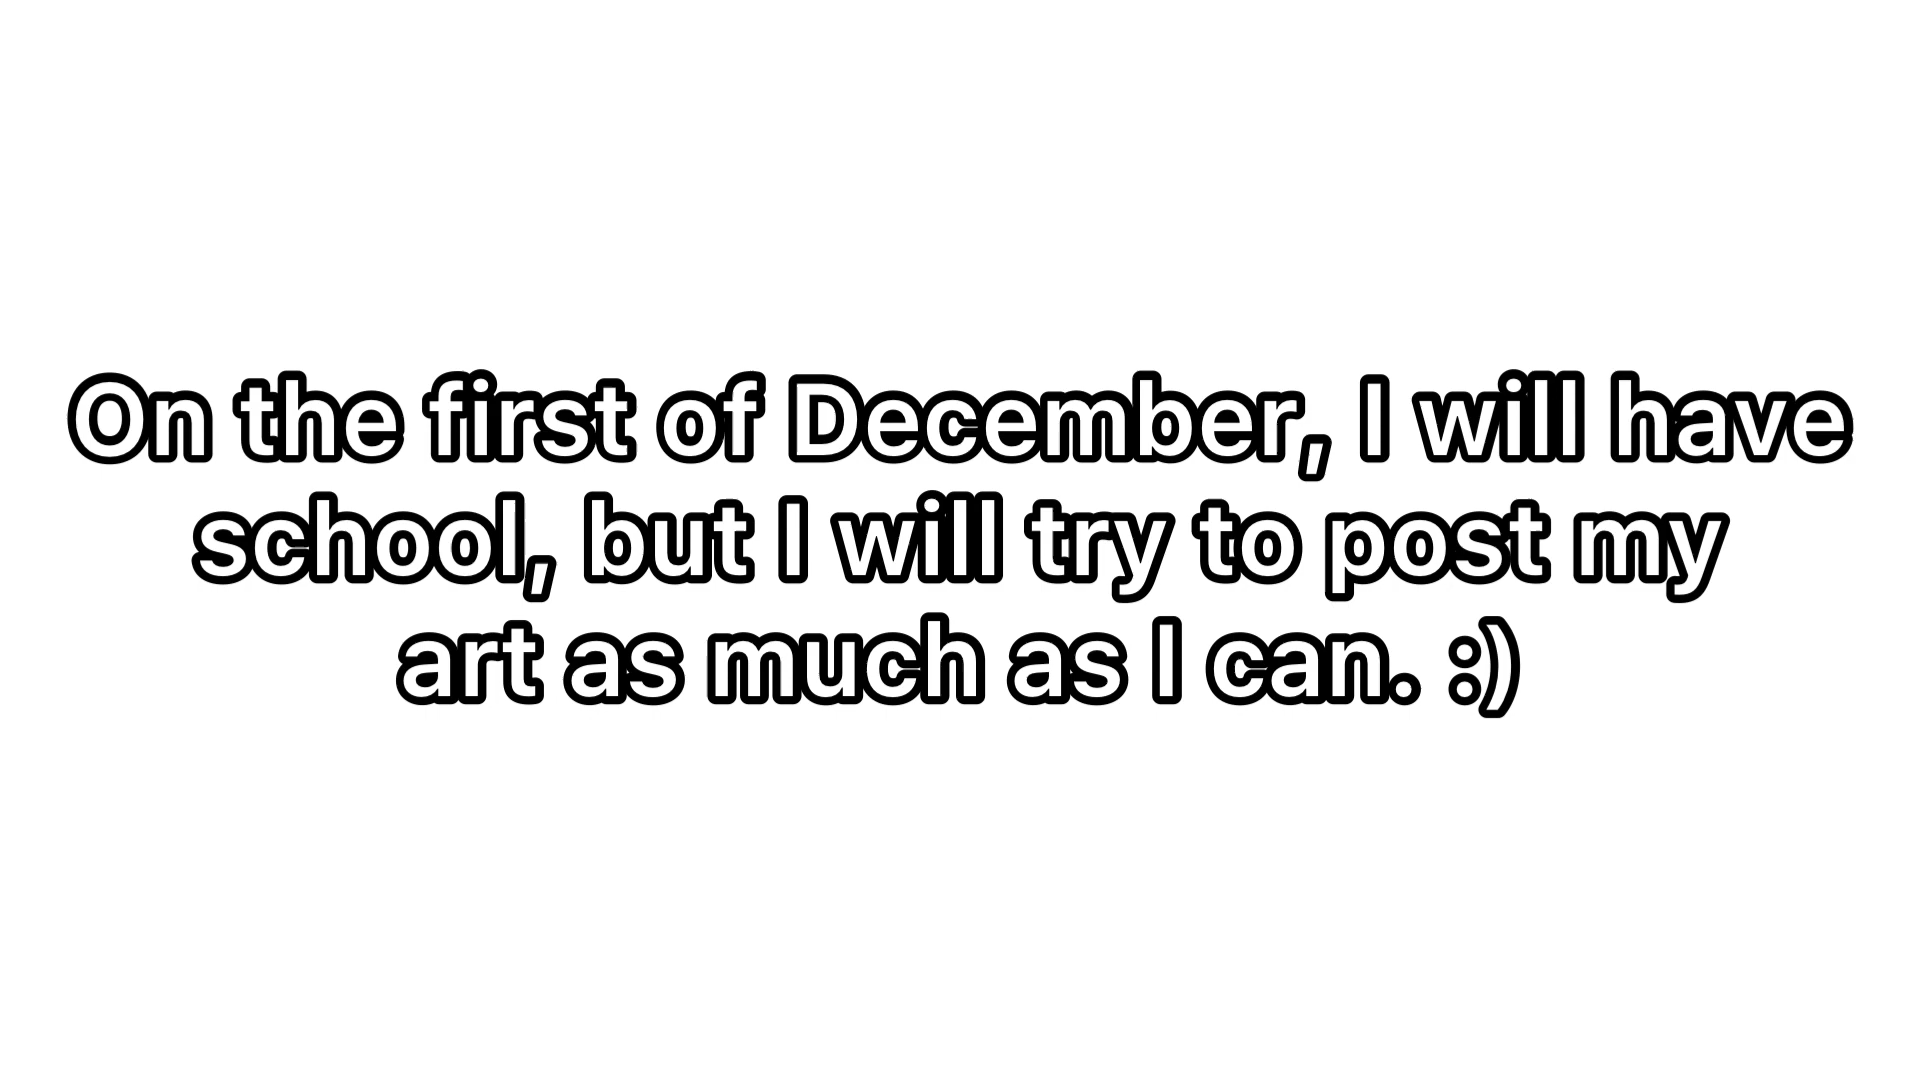 On the first of December, I will have
school, but I will try to post my
art as much as I can. :)